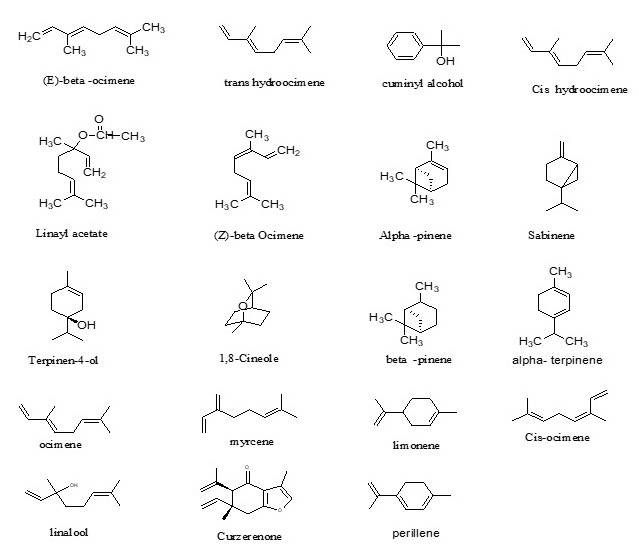 H₂C CH₃ CH₃ CH₃
OH
(E)-beta -ocimene trans hydroocimene cuminyl alcohol Cis hydroocimene
O
H₃C O-CH-CH₃ CH₂ H₃C CH₃
CH₃ CH₂ H₃C CH₃
CH₃ H₃C CH₃
Linayl acetate (Z)-beta Ocimene Alpha -pinene Sabinene
OH
O
CH₃ H₃C CH₃
CH₃ H₃C CH₃
Terpinen-4-ol 1,8-Cineole beta -pinene alpha- terpinene
ocimene myrcene limonene Cis-ocimene
OH
O O
linalool Curzerenone perillene